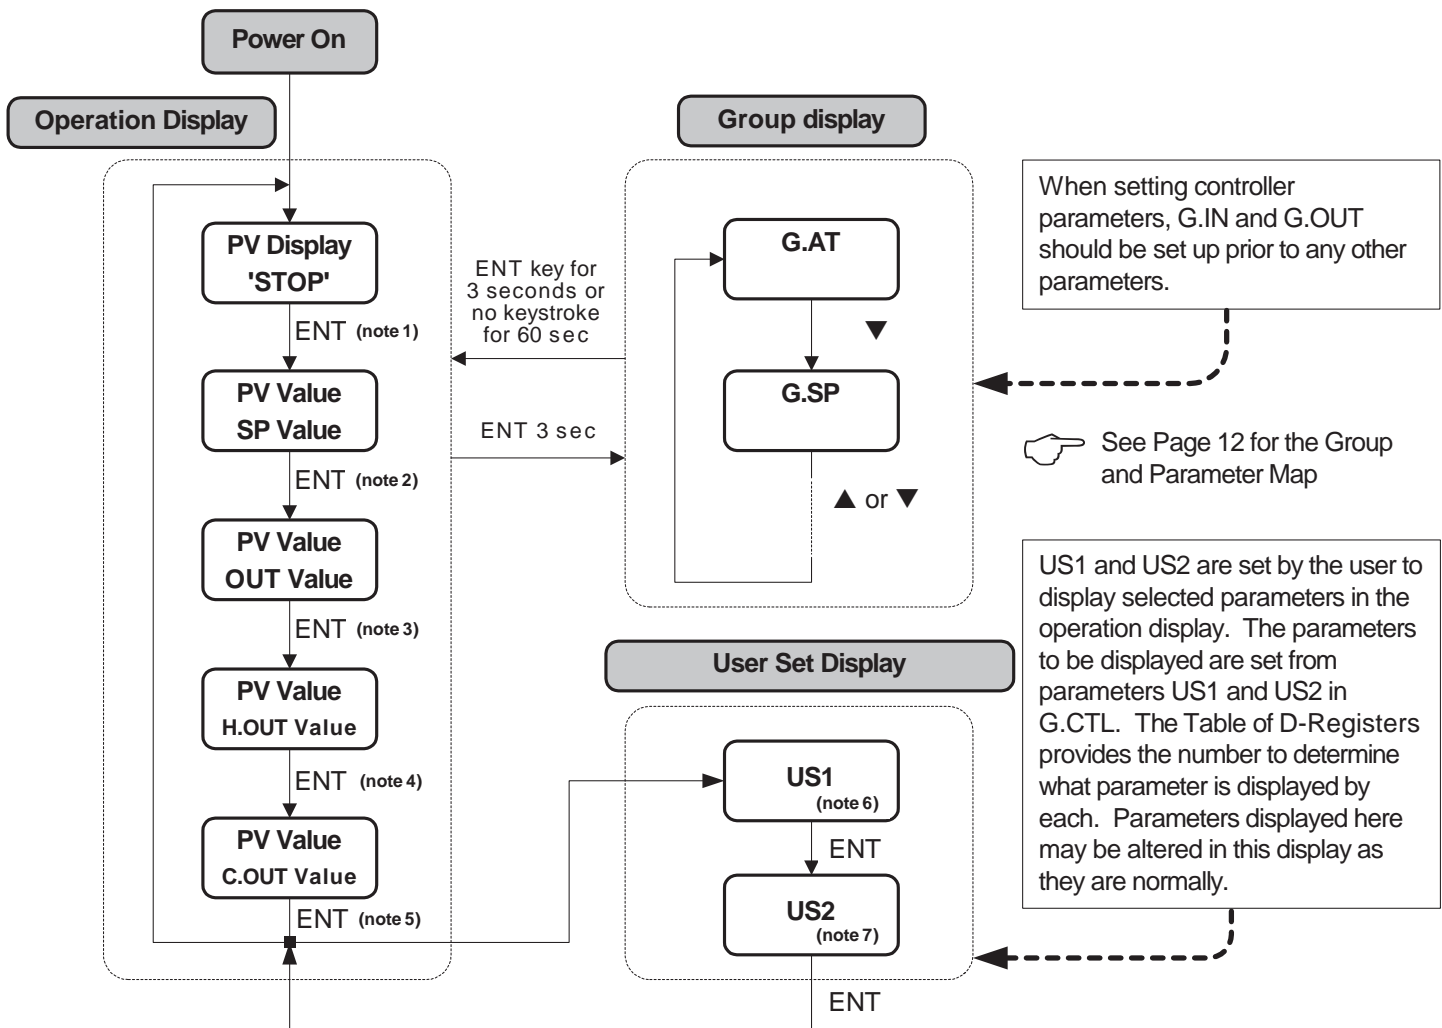 Power On
Operation Display
PV Display
'STOP'
ENT (note 1)
PV Value
SP Value
ENT (note 2)
PV Value
OUT Value
ENT (note 3)
PV Value
H.OUT Value
ENT (note 4)
PV Value
C.OUT Value
ENT (note 5)
ENT key for
3 seconds or
no keystroke
for 60 sec
ENT 3 sec
Group display
G.AT
▼
G.SP
▲ or ▼
User Set Display
US1
(note 6)
ENT
US2
(note 7)
ENT
When setting controller
parameters, G.IN and G.OUT
should be set up prior to any other
parameters.
See Page 12 for the Group
and Parameter Map
US1 and US2 are set by the user to
display selected parameters in the
operation display. The parameters
to be displayed are set from
parameters US1 and US2 in
G.CTL. The Table of D-Registers
provides the number to determine
what parameter is displayed by
each. Parameters displayed here
may be altered in this display as
they are normally.